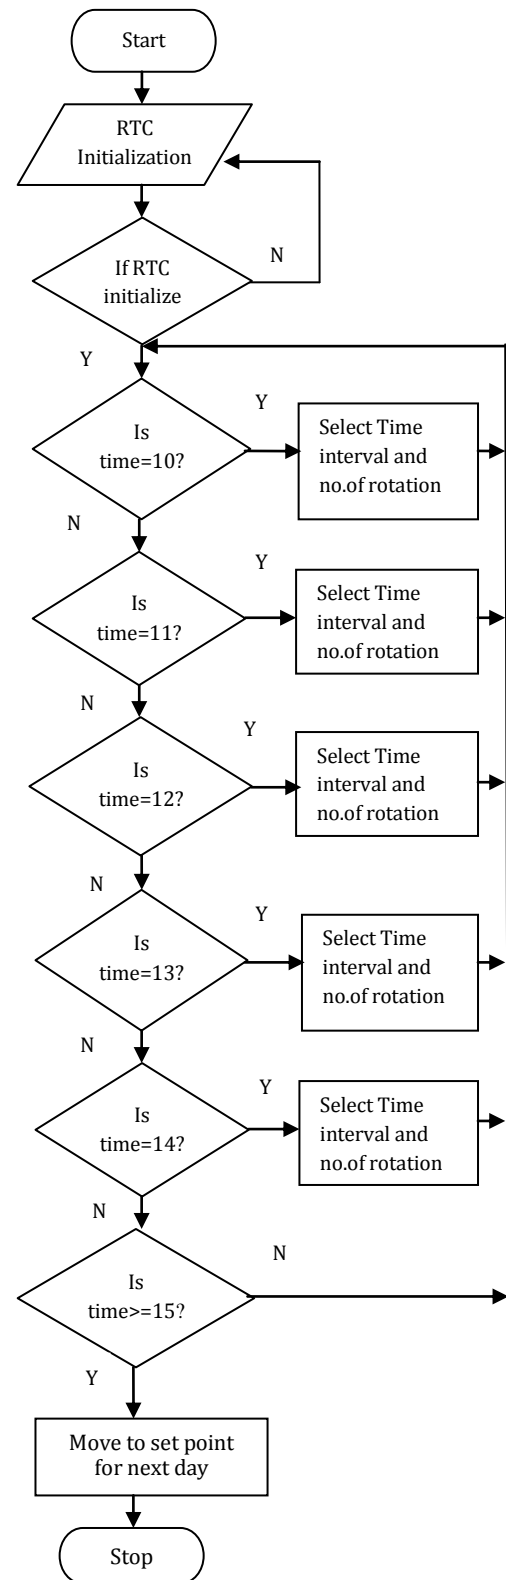 Start
RTC
Initialization
If RTC
initialize
N
Y
Is
time=10?
Y
Select Time
interval and
no.of rotation
N
Is
time=11?
Y
Select Time
interval and
no.of rotation
N
Is
time=12?
Y
Select Time
interval and
no.of rotation
N
Is
time=13?
Y
Select Time
interval and
no.of rotation
N
Is
time=14?
Y
Select Time
interval and
no.of rotation
N
Is
time>=15?
N
Y
Move to set point
for next day
Stop